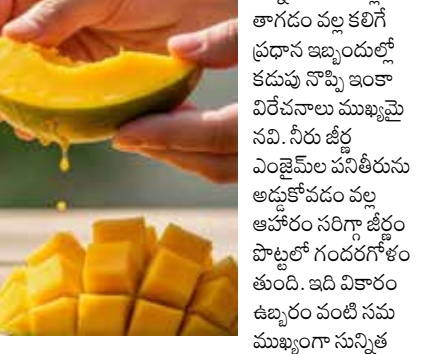 తాగడం వల్ల కలిగే
ప్రధాన ఇబ్బందుల్లో
కడుపు నొప్పి ఇంకా
విరేచనాలు ముఖ్యమై
నవి. నీరు జీర్ణ
ఎంజైమ్‌ల పనితీరును
అడ్డుకోవడం వల్ల
ఆహారం సరిగ్గా జీర్ణం
పొట్టలో గందరగోళం
తుంది. ఇది వికారం
ఉబ్బరం వంటి సమ
ముఖ్యంగా సున్నిత